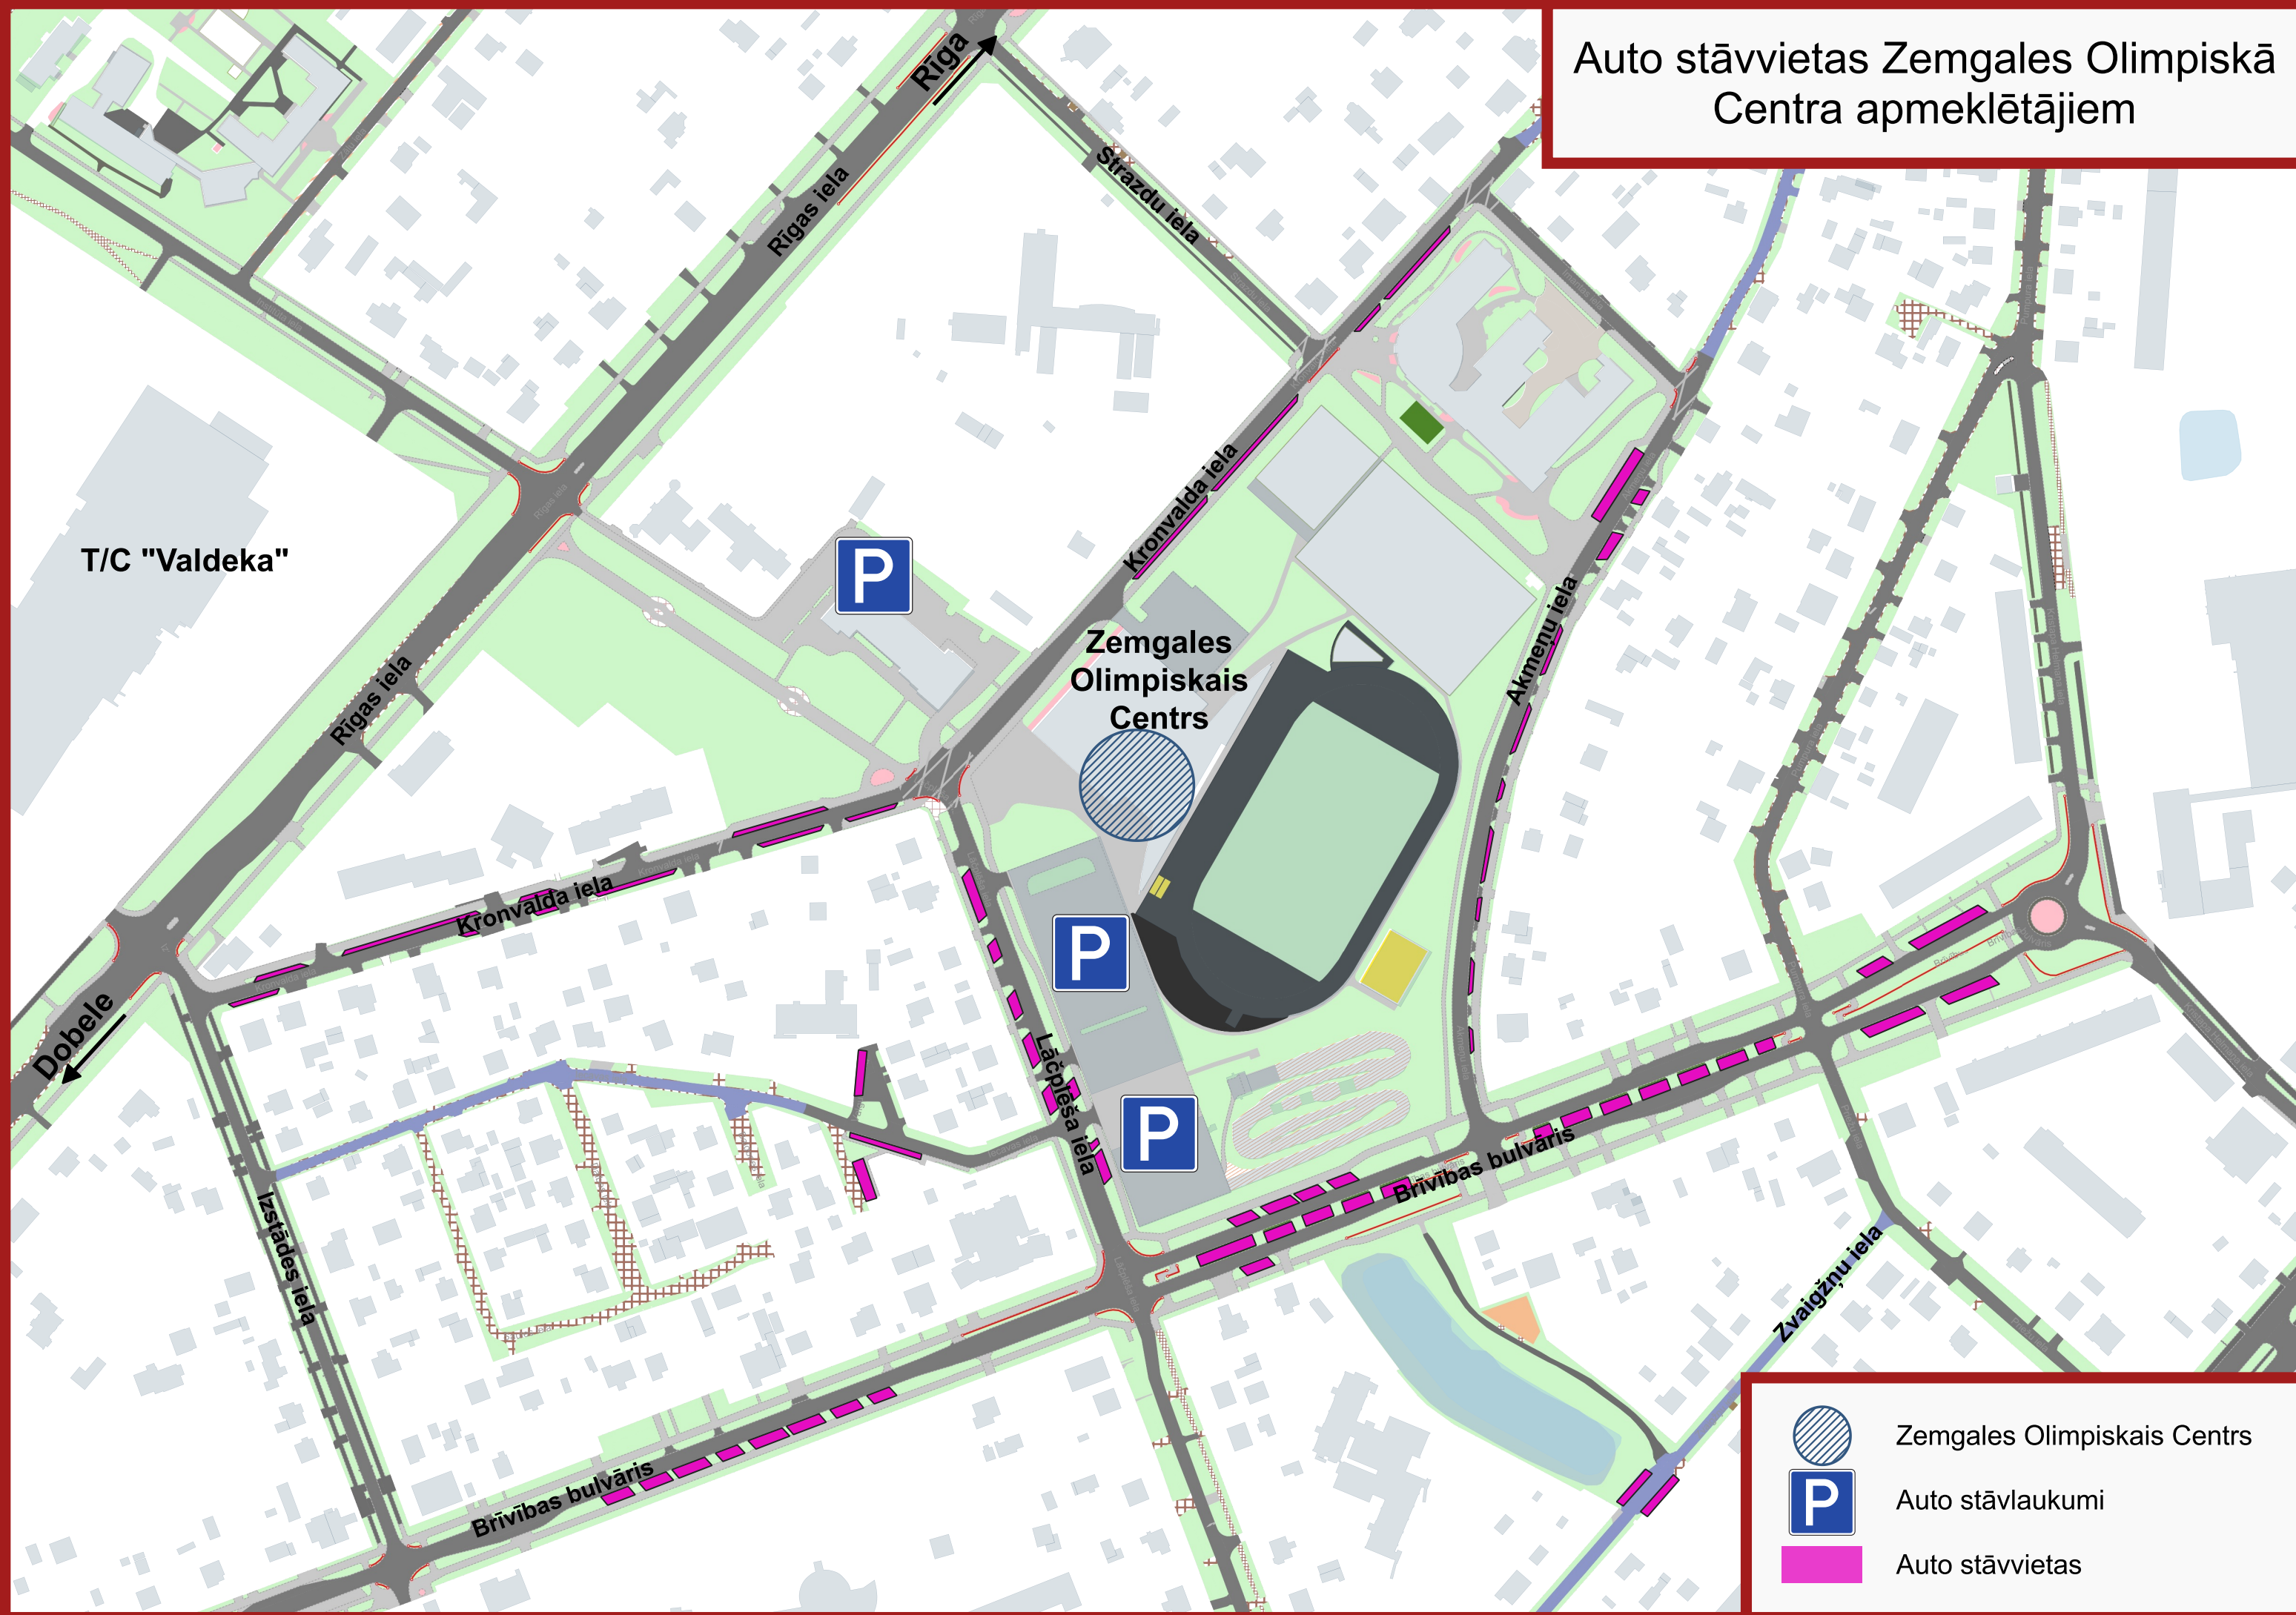 Auto stāvvietas Zemgales Olimpiskā
Centra apmeklētājiem
Rīga
Rīgas iela
Strazdu iela
Kronvalda iela
T/C "Valdeka"
P
Zemgales
Olimpiskais
Centrs
Akmeņu iela
Rīgas iela
Kronvalda iela
P
Dobele
Lāčplēša iela
P
Brīvības bulvāris
Izstādes iela
Zvaigžņu iela
Brīvības bulvāris
Zemgales Olimpiskais Centrs
P
Auto stāvlaukumi
Auto stāvvietas